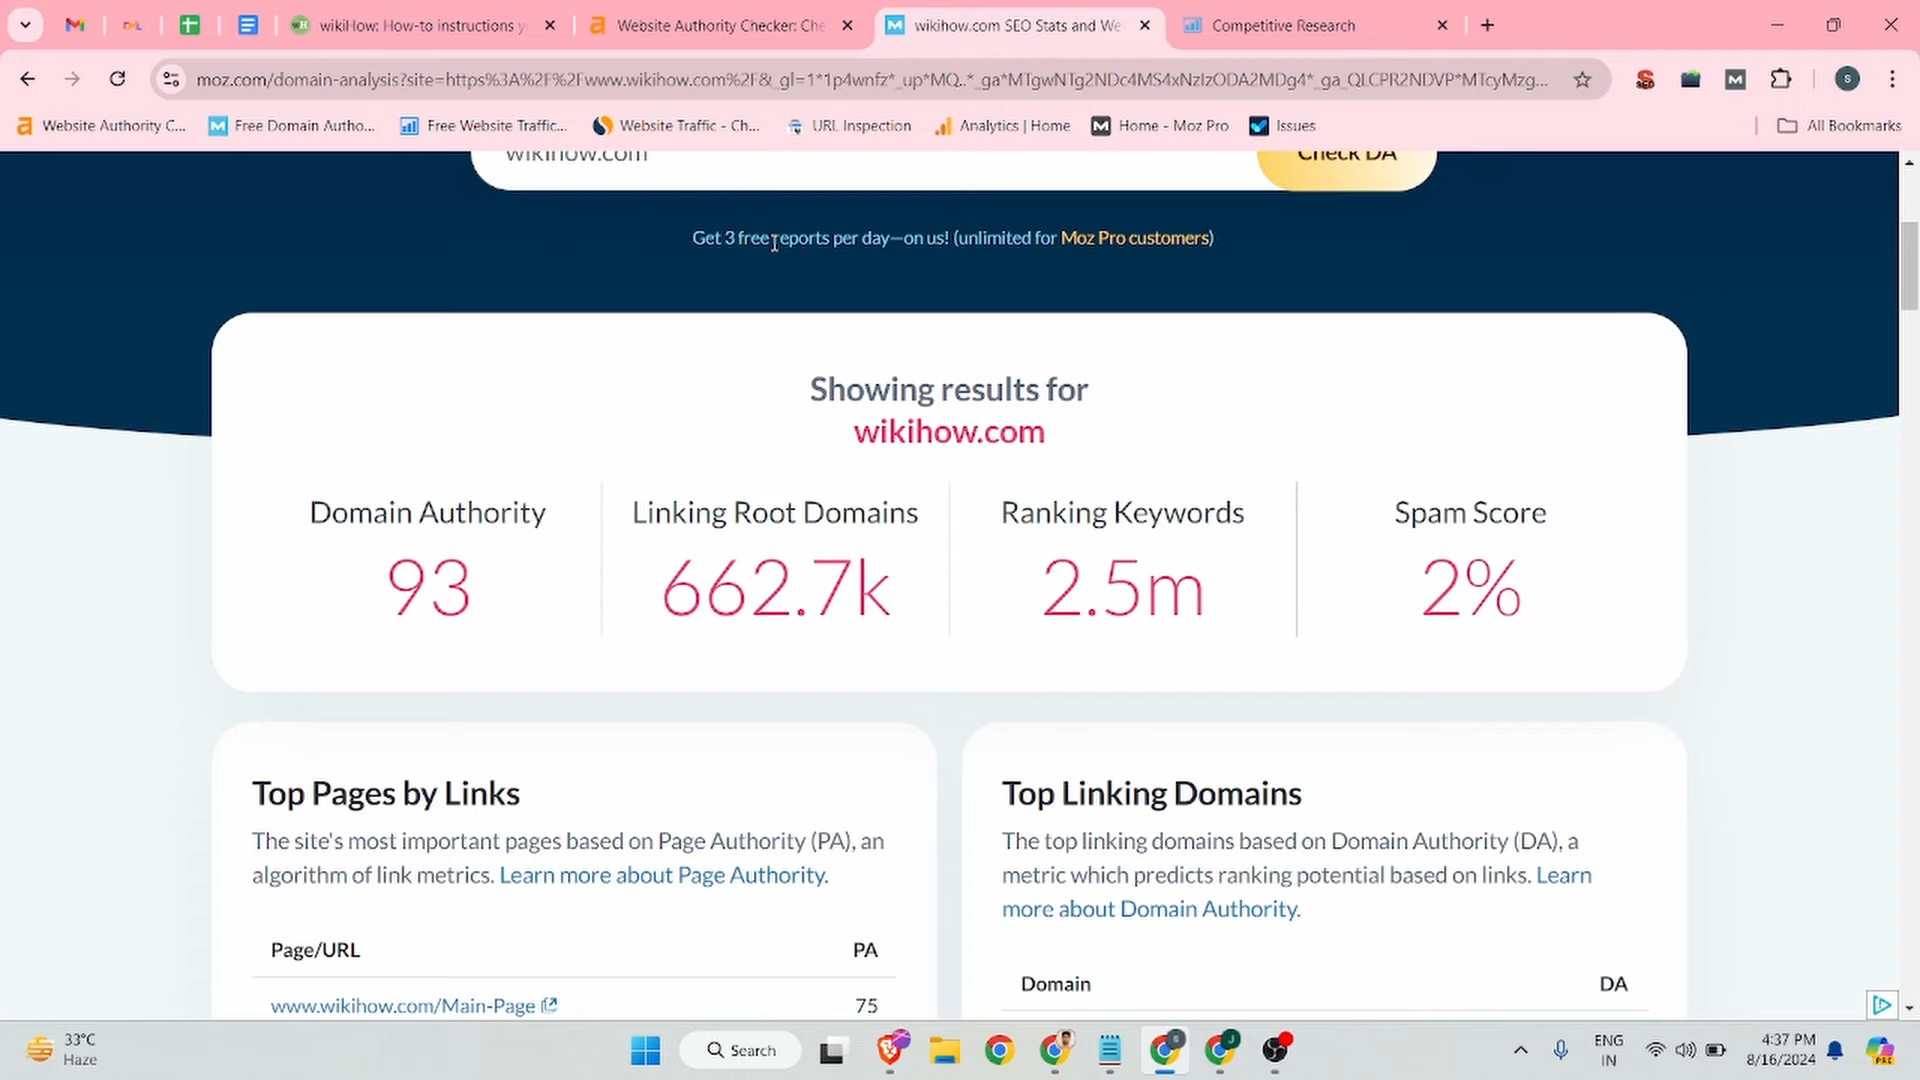 wikiHow: How-to instructions y
Website Authority Checker: Che
wikihow.com SEO Stats and We
Competitive Research
moz.com/domain-analysis?site=https%3A%2F%2Fwww.wikihow.com%2F&_gl=1*1p4wnfz*_up*MQ..*_ga*MTgwNTg2NDc4MS4xNzIzODA2MDg4*_ga_QLCPR2NDVP*MTcyMzg...
Website Authority C...
Free Domain Autho...
Free Website Traffic...
Website Traffic - Ch...
URL Inspection
Analytics | Home
Home - Moz Pro
Issues
All Bookmarks
wikihow.com
Check DA
Get 3 free reports per day—on us! (unlimited for Moz Pro customers)
Showing results for
wikihow.com
Domain Authority
93
Linking Root Domains
662.7k
Ranking Keywords
2.5m
Spam Score
2%
Top Pages by Links
The site's most important pages based on Page Authority (PA), an
algorithm of link metrics. Learn more about Page Authority.
Page/URL PA
www.wikihow.com/Main-Page 75
Top Linking Domains
The top linking domains based on Domain Authority (DA), a
metric which predicts ranking potential based on links. Learn
more about Domain Authority.
Domain DA
33°C
Haze
Search
ENG
IN
4:37 PM
8/16/2024